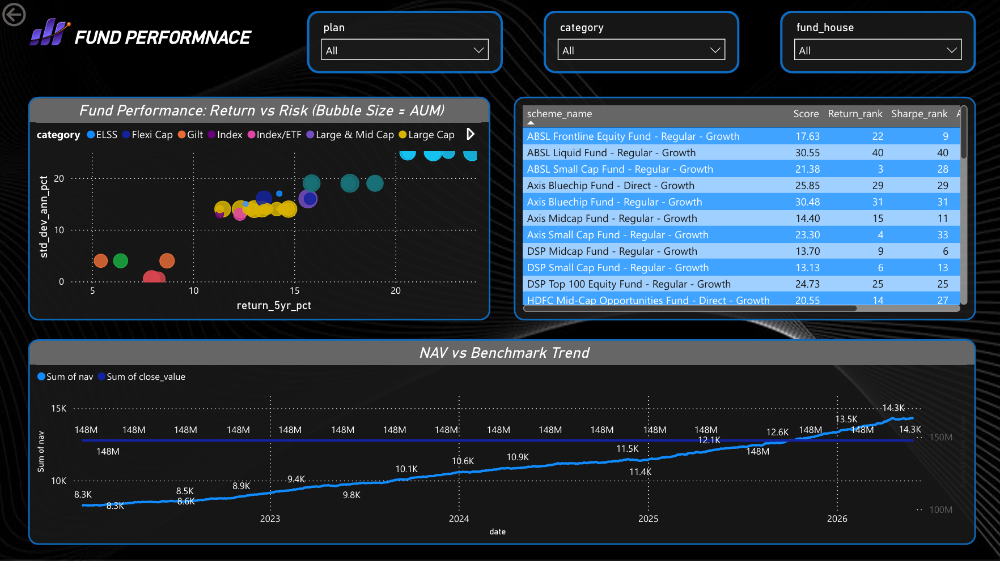 FUND PERFORMNACE
plan
All
category
All
fund_house
All
Fund Performance: Return vs Risk (Bubble Size = AUM)
category ELSS Flexi Cap Gilt Index Index/ETF Large & Mid Cap Large Cap
std_dev_ann_pct
20
10
0
5 10 15 20
return_5yr_pct
scheme_name Score Return_rank Sharpe_rank A
ABSL Frontline Equity Fund - Regular - Growth 17.63 22 9
ABSL Liquid Fund - Regular - Growth 30.55 40 40
ABSL Small Cap Fund - Regular - Growth 21.38 3 28
Axis Bluechip Fund - Direct - Growth 25.85 29 29
Axis Bluechip Fund - Regular - Growth 30.48 31 31
Axis Midcap Fund - Regular - Growth 14.40 15 11
Axis Small Cap Fund - Regular - Growth 23.30 4 33
DSP Midcap Fund - Regular - Growth 13.70 9 6
DSP Small Cap Fund - Regular - Growth 13.13 6 13
DSP Top 100 Equity Fund - Regular - Growth 24.73 25 25
HDFC Mid-Cap Opportunities Fund - Direct - Growth 20.55 14 27
NAV vs Benchmark Trend
Sum of nav Sum of close_value
Sum of nav
15K
10K
148M 148M 148M 148M 148M 148M 148M 148M 148M 148M 148M 148M 148M 148M 148M
148M
148M
8.3K 8.3K 8.5K 8.6K 8.9K 9.4K 9.8K 10.1K 10.6K 10.9K 11.5K 11.4K 12.1K 12.6K 13.5K 14.3K 14.3K
150M
100M
Sum of close_value
2023 2024 2025 2026
date